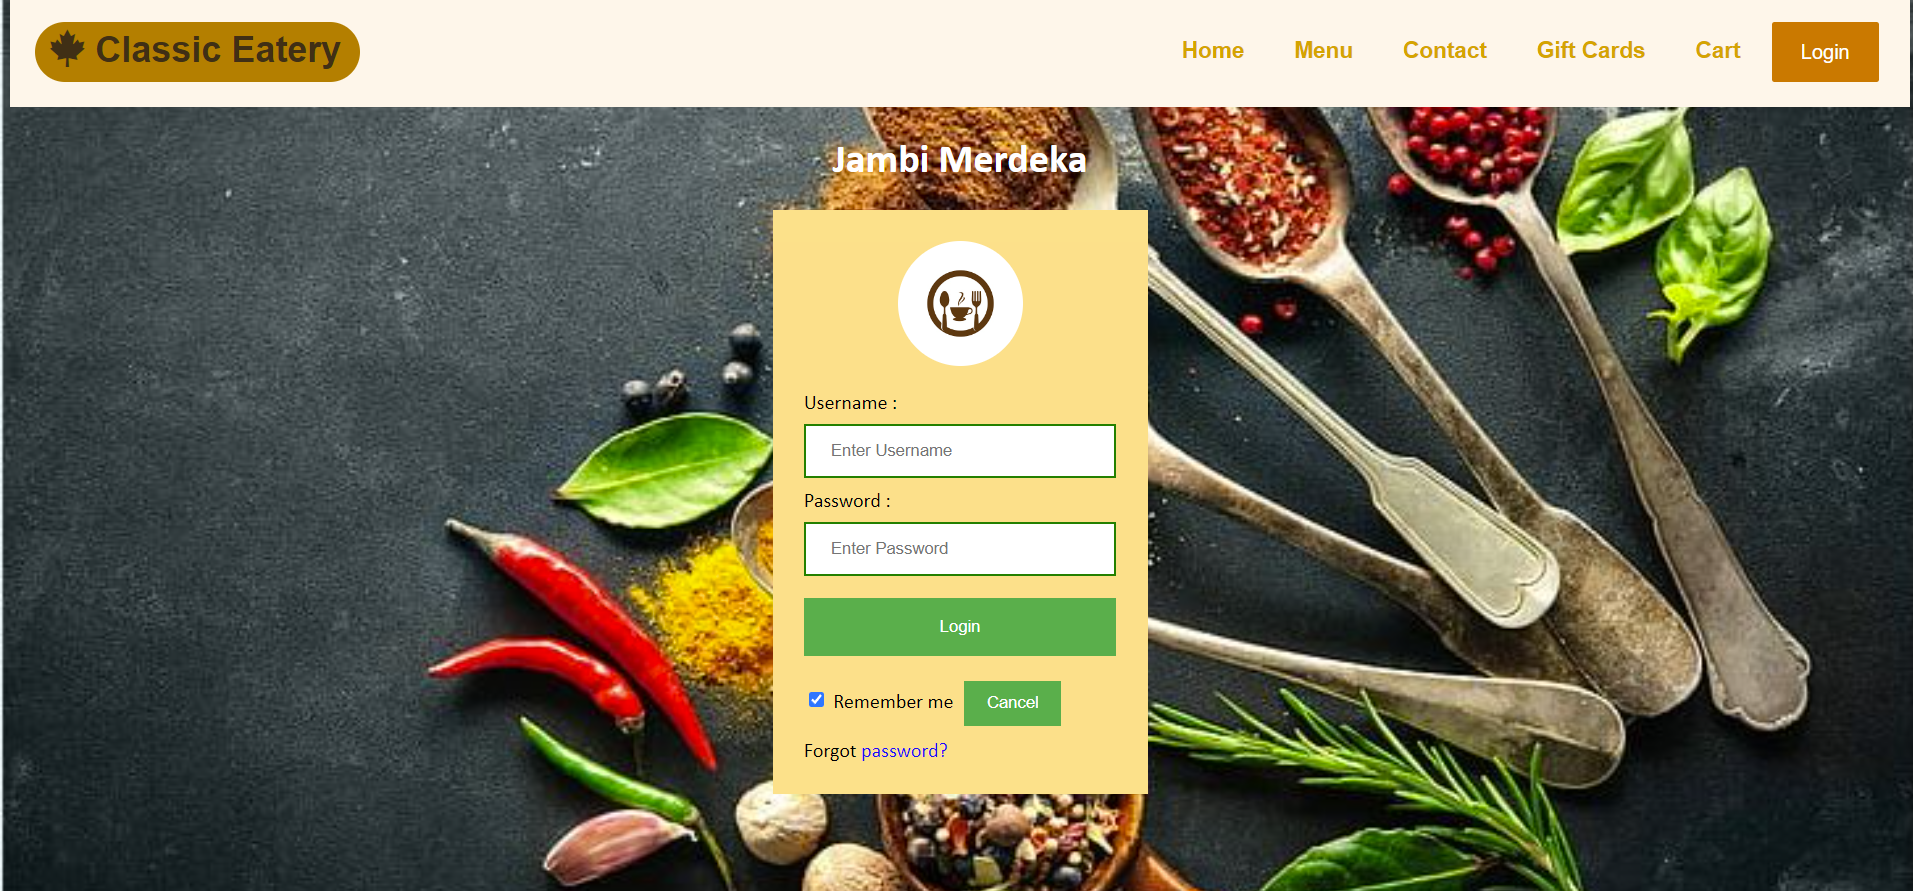 Classic Eatery
Home Menu Contact Gift Cards Cart Login
Jambi Merdeka
Username :
Enter Username
Password :
Enter Password
Login
Remember me Cancel
Forgot password?